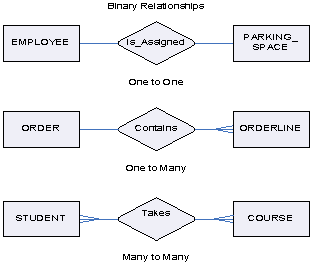 Binary Relationships
EMPLOYEE
Is_Assigned
PARKING_
SPACE
One to One
ORDER
Contains
ORDERLINE
One to Many
STUDENT
Takes
COURSE
Many to Many